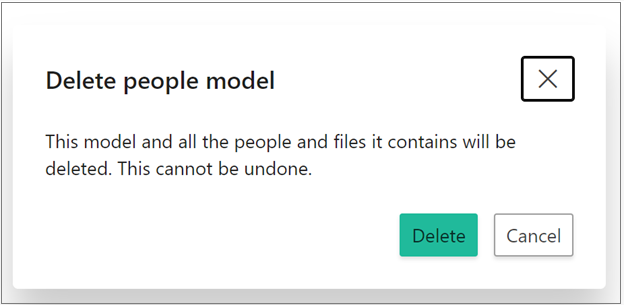 Delete people model
This model and all the people and files it contains will be
deleted. This cannot be undone.
Delete
Cancel